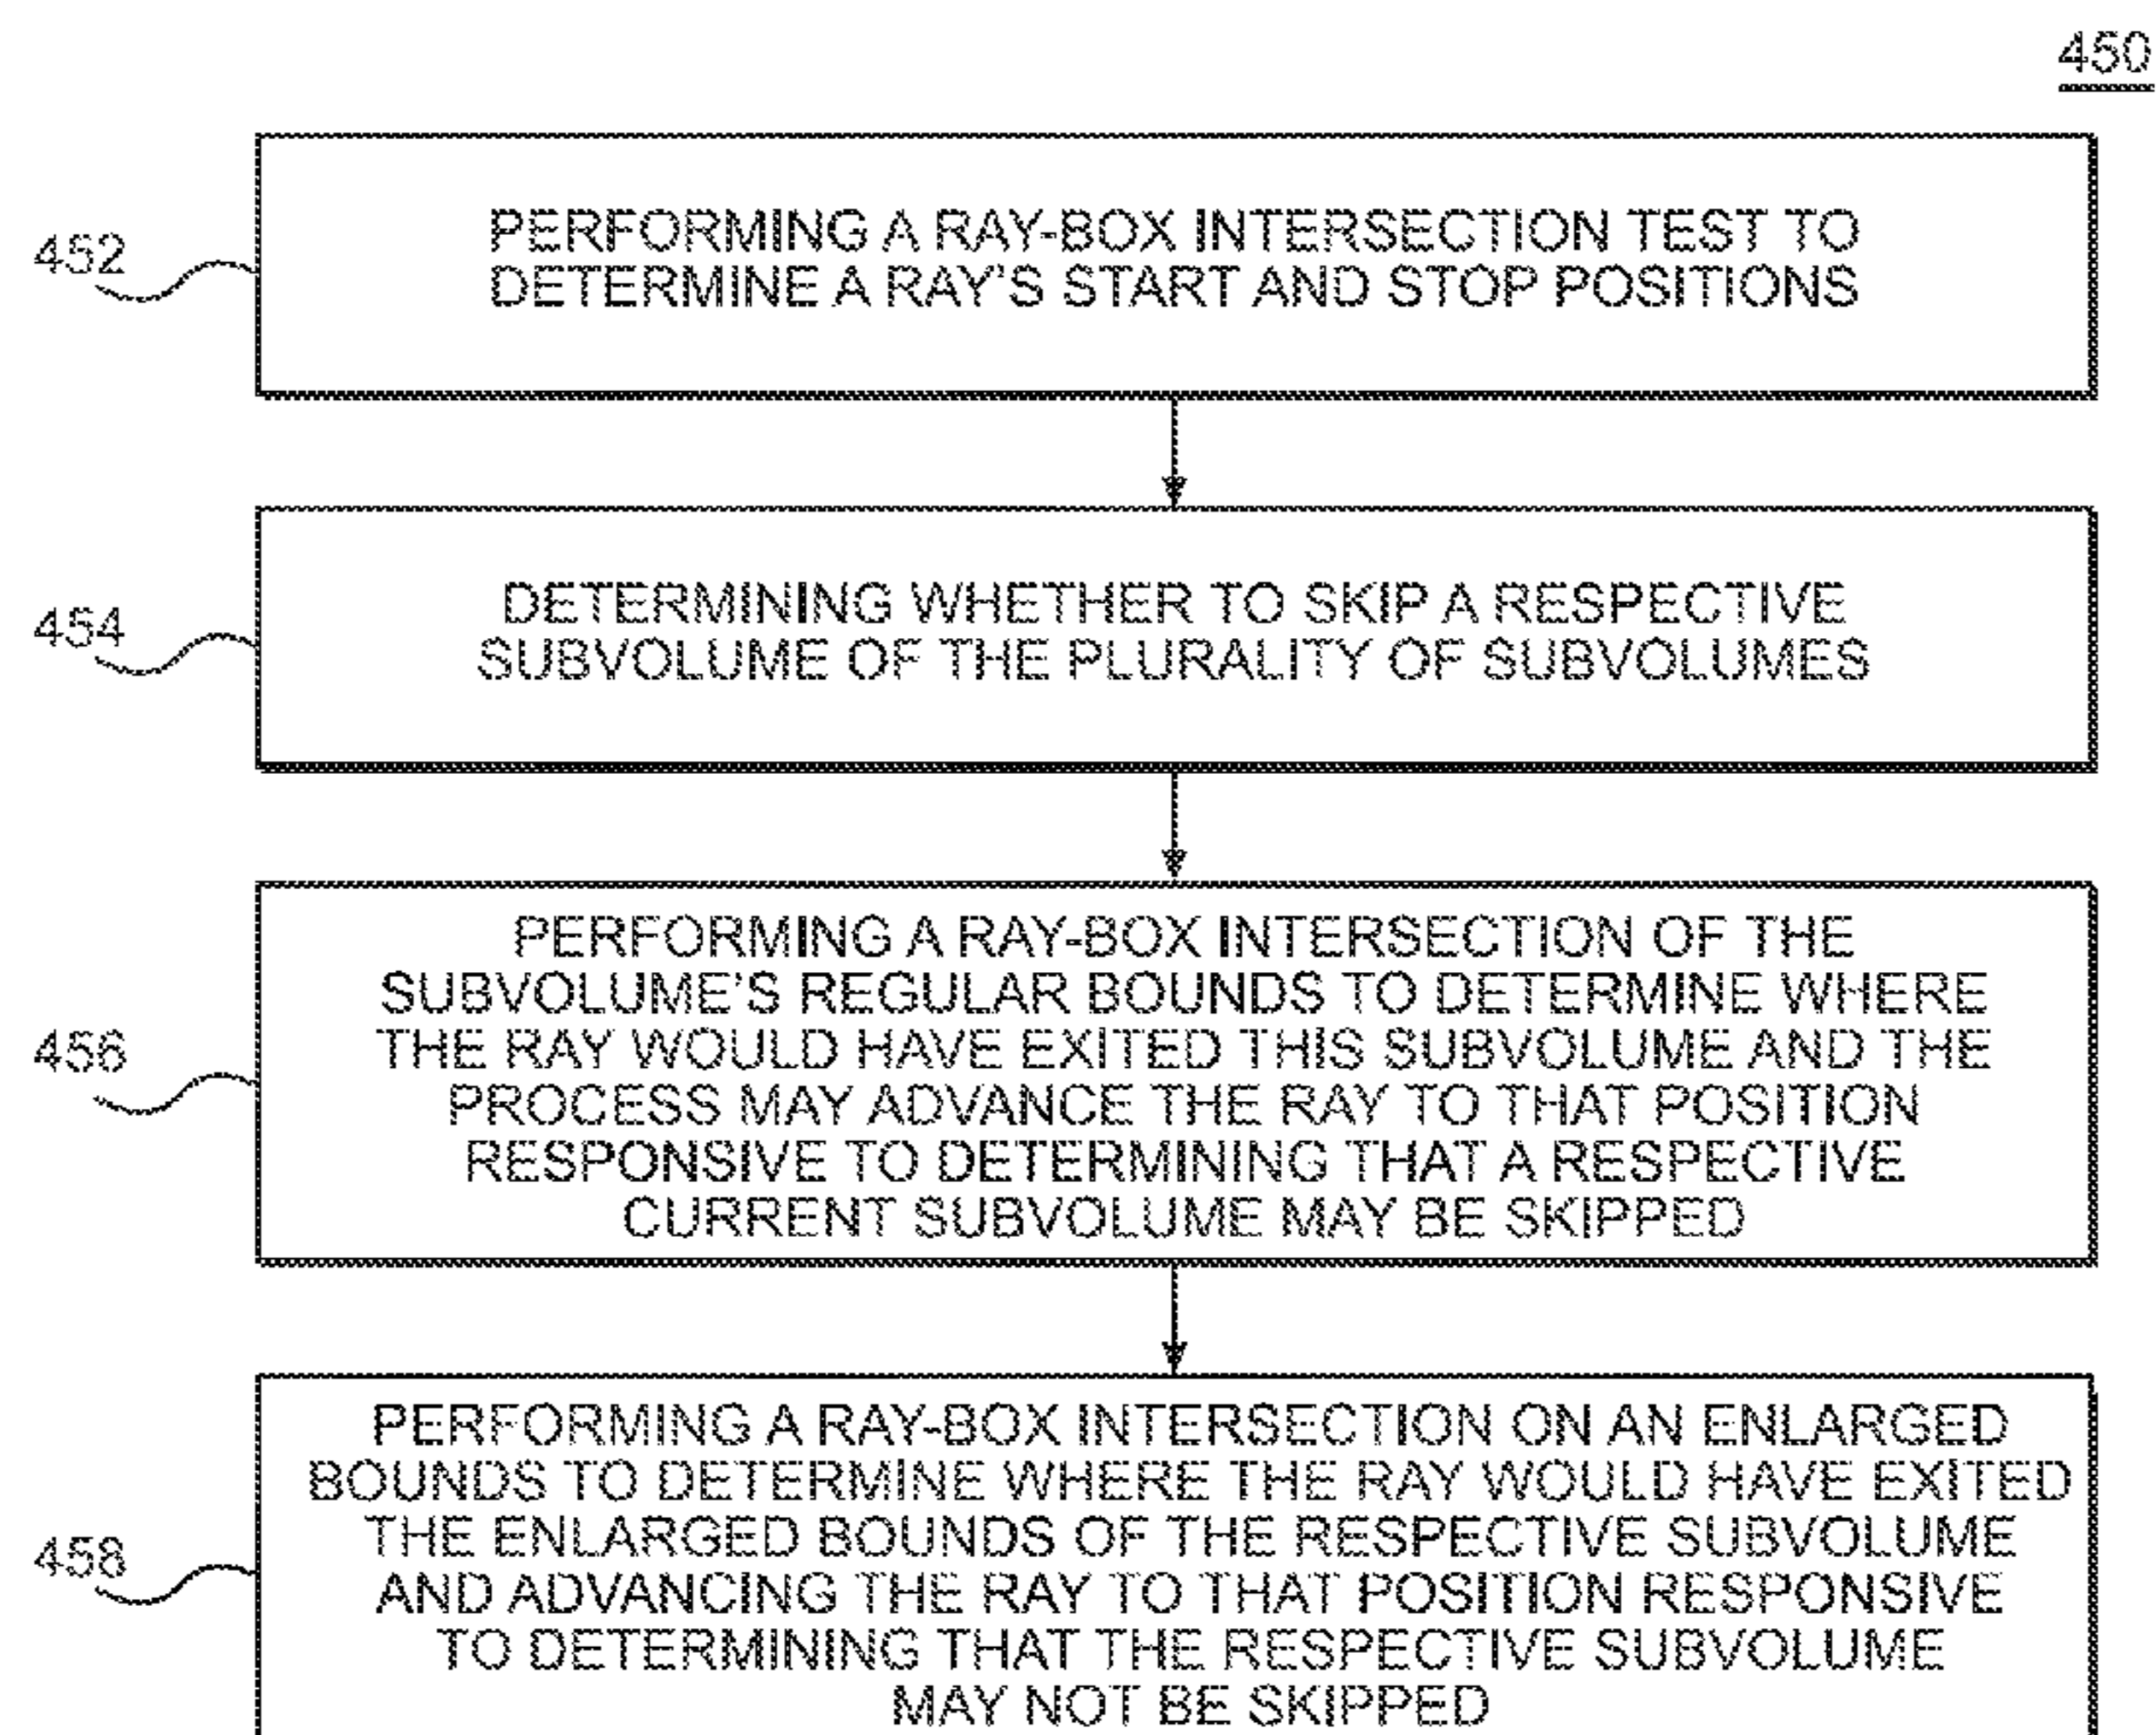 450
452
PERFORMING A RAY-BOX INTERSECTION TEST TO
DETERMINE A RAY'S START AND STOP POSITIONS
454
DETERMINING WHETHER TO SKIP A RESPECTIVE
SUBVOLUME OF THE PLURALITY OF SUBVOLUMES
456
PERFORMING A RAY-BOX INTERSECTION OF THE
SUBVOLUME'S REGULAR BOUNDS TO DETERMINE WHERE
THE RAY WOULD HAVE EXITED THIS SUBVOLUME AND THE
PROCESS MAY ADVANCE THE RAY TO THAT POSITION
RESPONSIVE TO DETERMINING THAT A RESPECTIVE
CURRENT SUBVOLUME MAY BE SKIPPED
458
PERFORMING A RAY-BOX INTERSECTION ON AN ENLARGED
BOUNDS TO DETERMINE WHERE THE RAY WOULD HAVE EXITED
THE ENLARGED BOUNDS OF THE RESPECTIVE SUBVOLUME
AND ADVANCING THE RAY TO THAT POSITION RESPONSIVE
TO DETERMINING THAT THE RESPECTIVE SUBVOLUME
MAY NOT BE SKIPPED